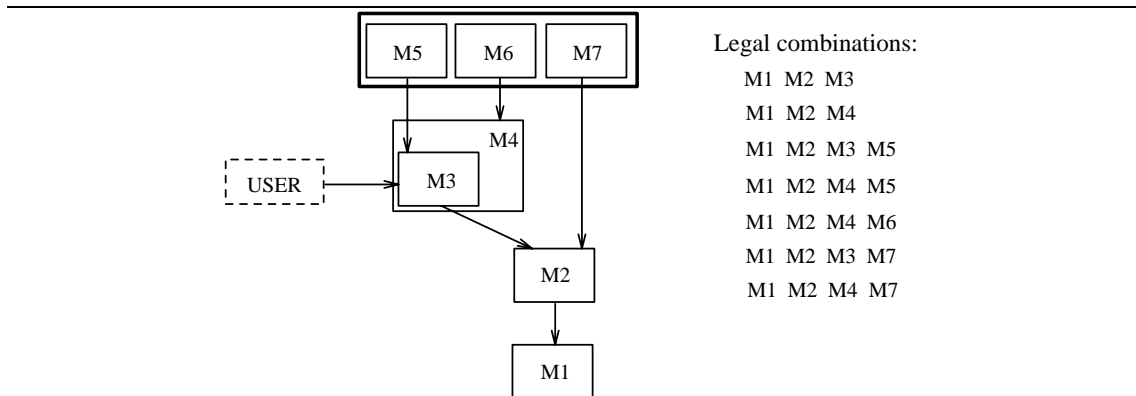 M5 M6 M7
M4
M3
USER
M2
M1
Legal combinations:
M1 M2 M3
M1 M2 M4
M1 M2 M3 M5
M1 M2 M4 M5
M1 M2 M4 M6
M1 M2 M3 M7
M1 M2 M4 M7